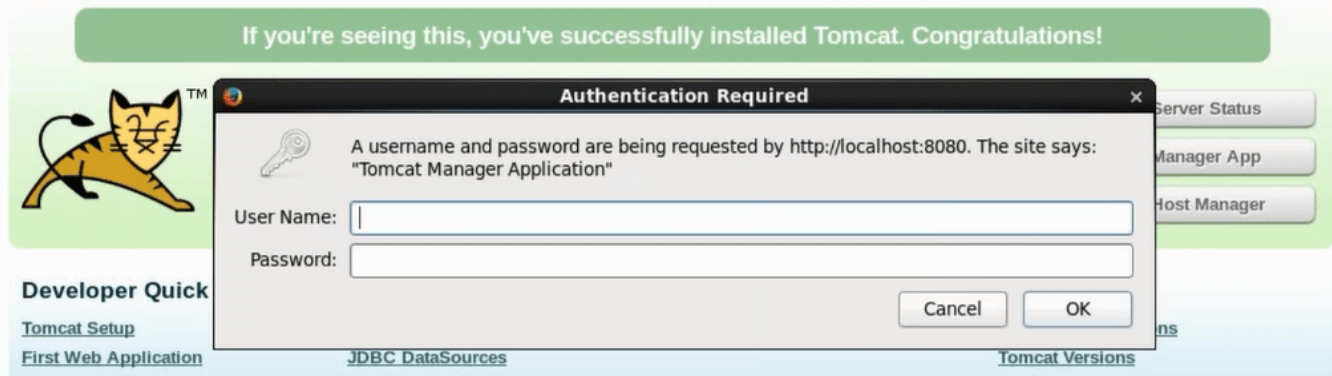 If you're seeing this, you've successfully installed Tomcat. Congratulations!
TM
Authentication Required
A username and password are being requested by http://localhost:8080. The site says:
"Tomcat Manager Application"
User Name:
Password:
Cancel OK
Server Status
Manager App
Host Manager
Developer Quick
Tomcat Setup
First Web Application
JDBC DataSources
Tomcat Versions